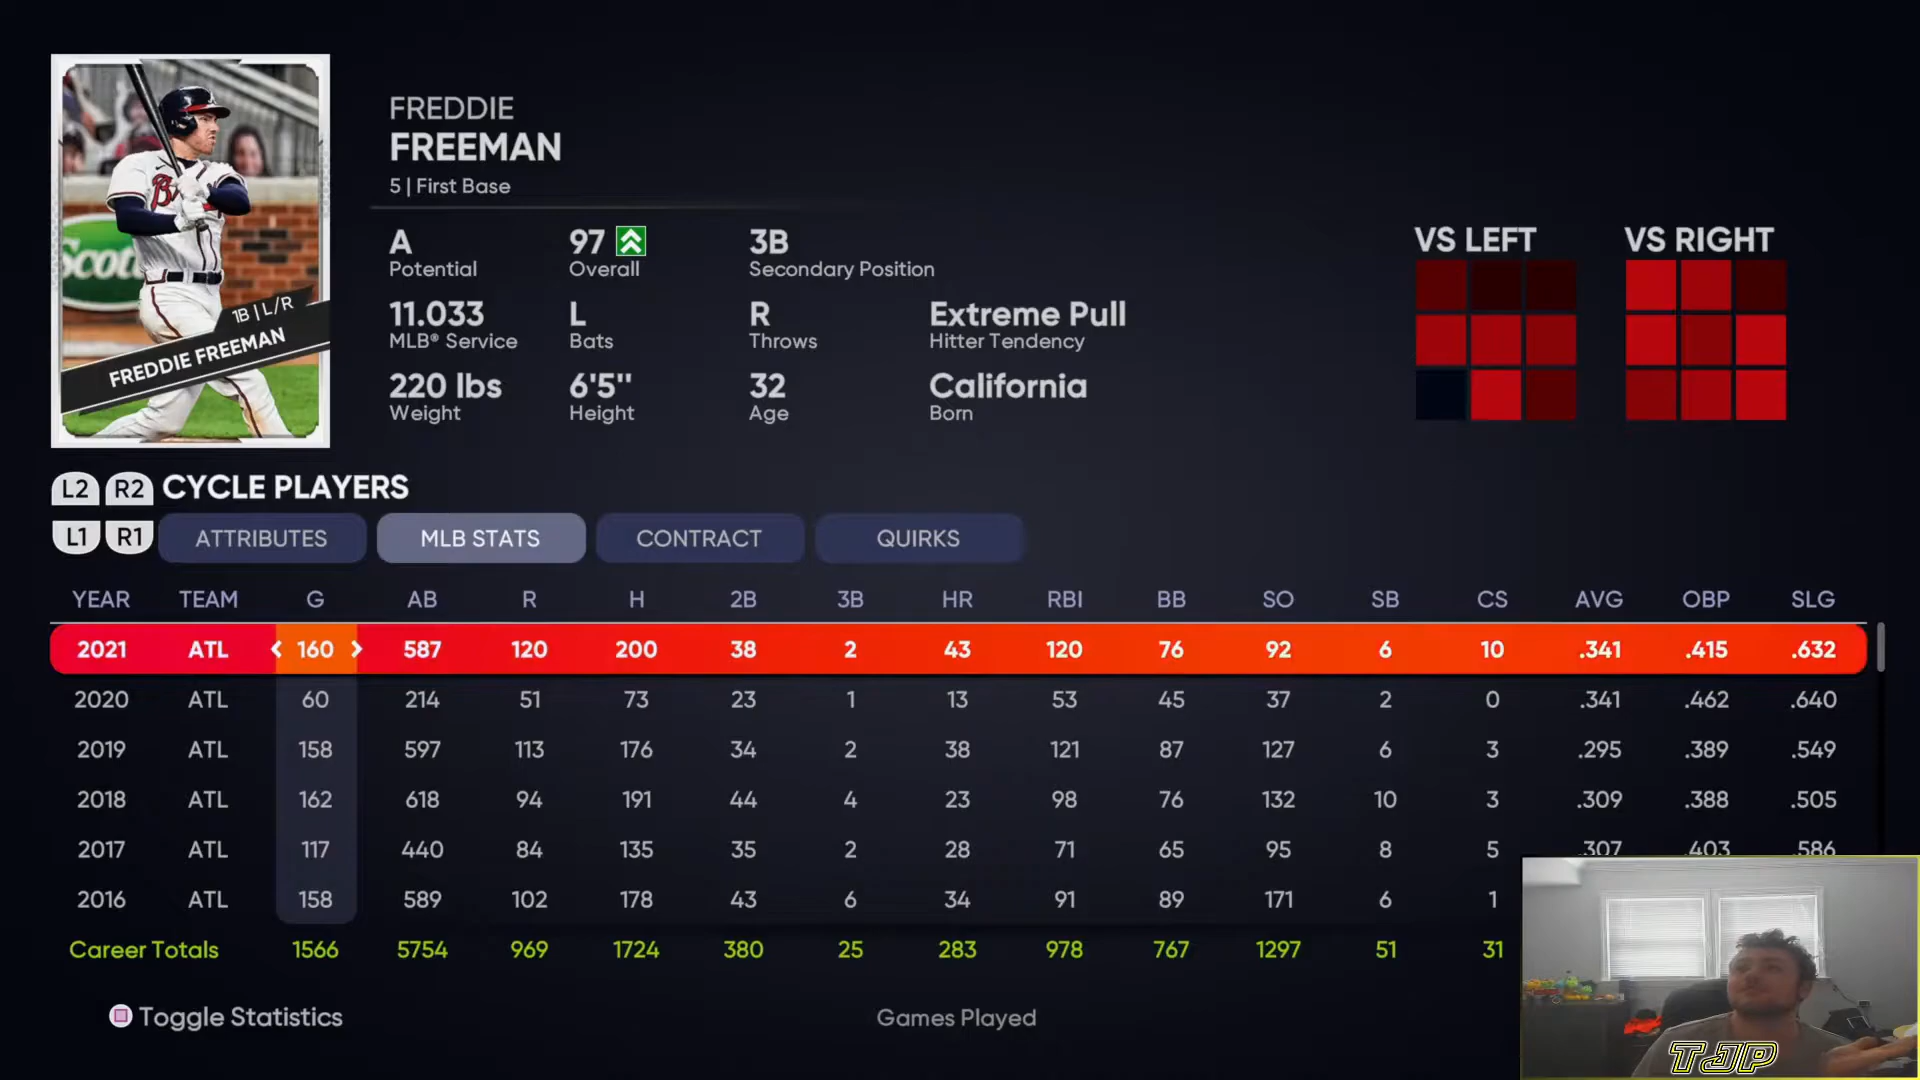 Scott
1B | L/R
FREDDIE FREEMAN
FREDDIE
FREEMAN
5 | First Base
A
Potential
97
Overall
3B
Secondary Position
11.033
MLB® Service
L
Bats
R
Throws
Extreme Pull
Hitter Tendency
220 lbs
Weight
6'5''
Height
32
Age
California
Born
VS LEFT
VS RIGHT
L2 R2 CYCLE PLAYERS
L1 R1 ATTRIBUTES MLB STATS CONTRACT QUIRKS
YEAR TEAM G AB R H 2B 3B HR RBI BB SO SB CS AVG OBP SLG
2021 ATL < 160 > 587 120 200 38 2 43 120 76 92 6 10 .341 .415 .632
2020 ATL 60 214 51 73 23 1 13 53 45 37 2 0 .341 .462 .640
2019 ATL 158 597 113 176 34 2 38 121 87 127 6 3 .295 .389 .549
2018 ATL 162 618 94 191 44 4 23 98 76 132 10 3 .309 .388 .505
2017 ATL 117 440 84 135 35 2 28 71 65 95 8 5 .307 .403 .586
2016 ATL 158 589 102 178 43 6 34 91 89 171 6 1
Career Totals 1566 5754 969 1724 380 25 283 978 767 1297 51 31
Toggle Statistics
Games Played
TJP